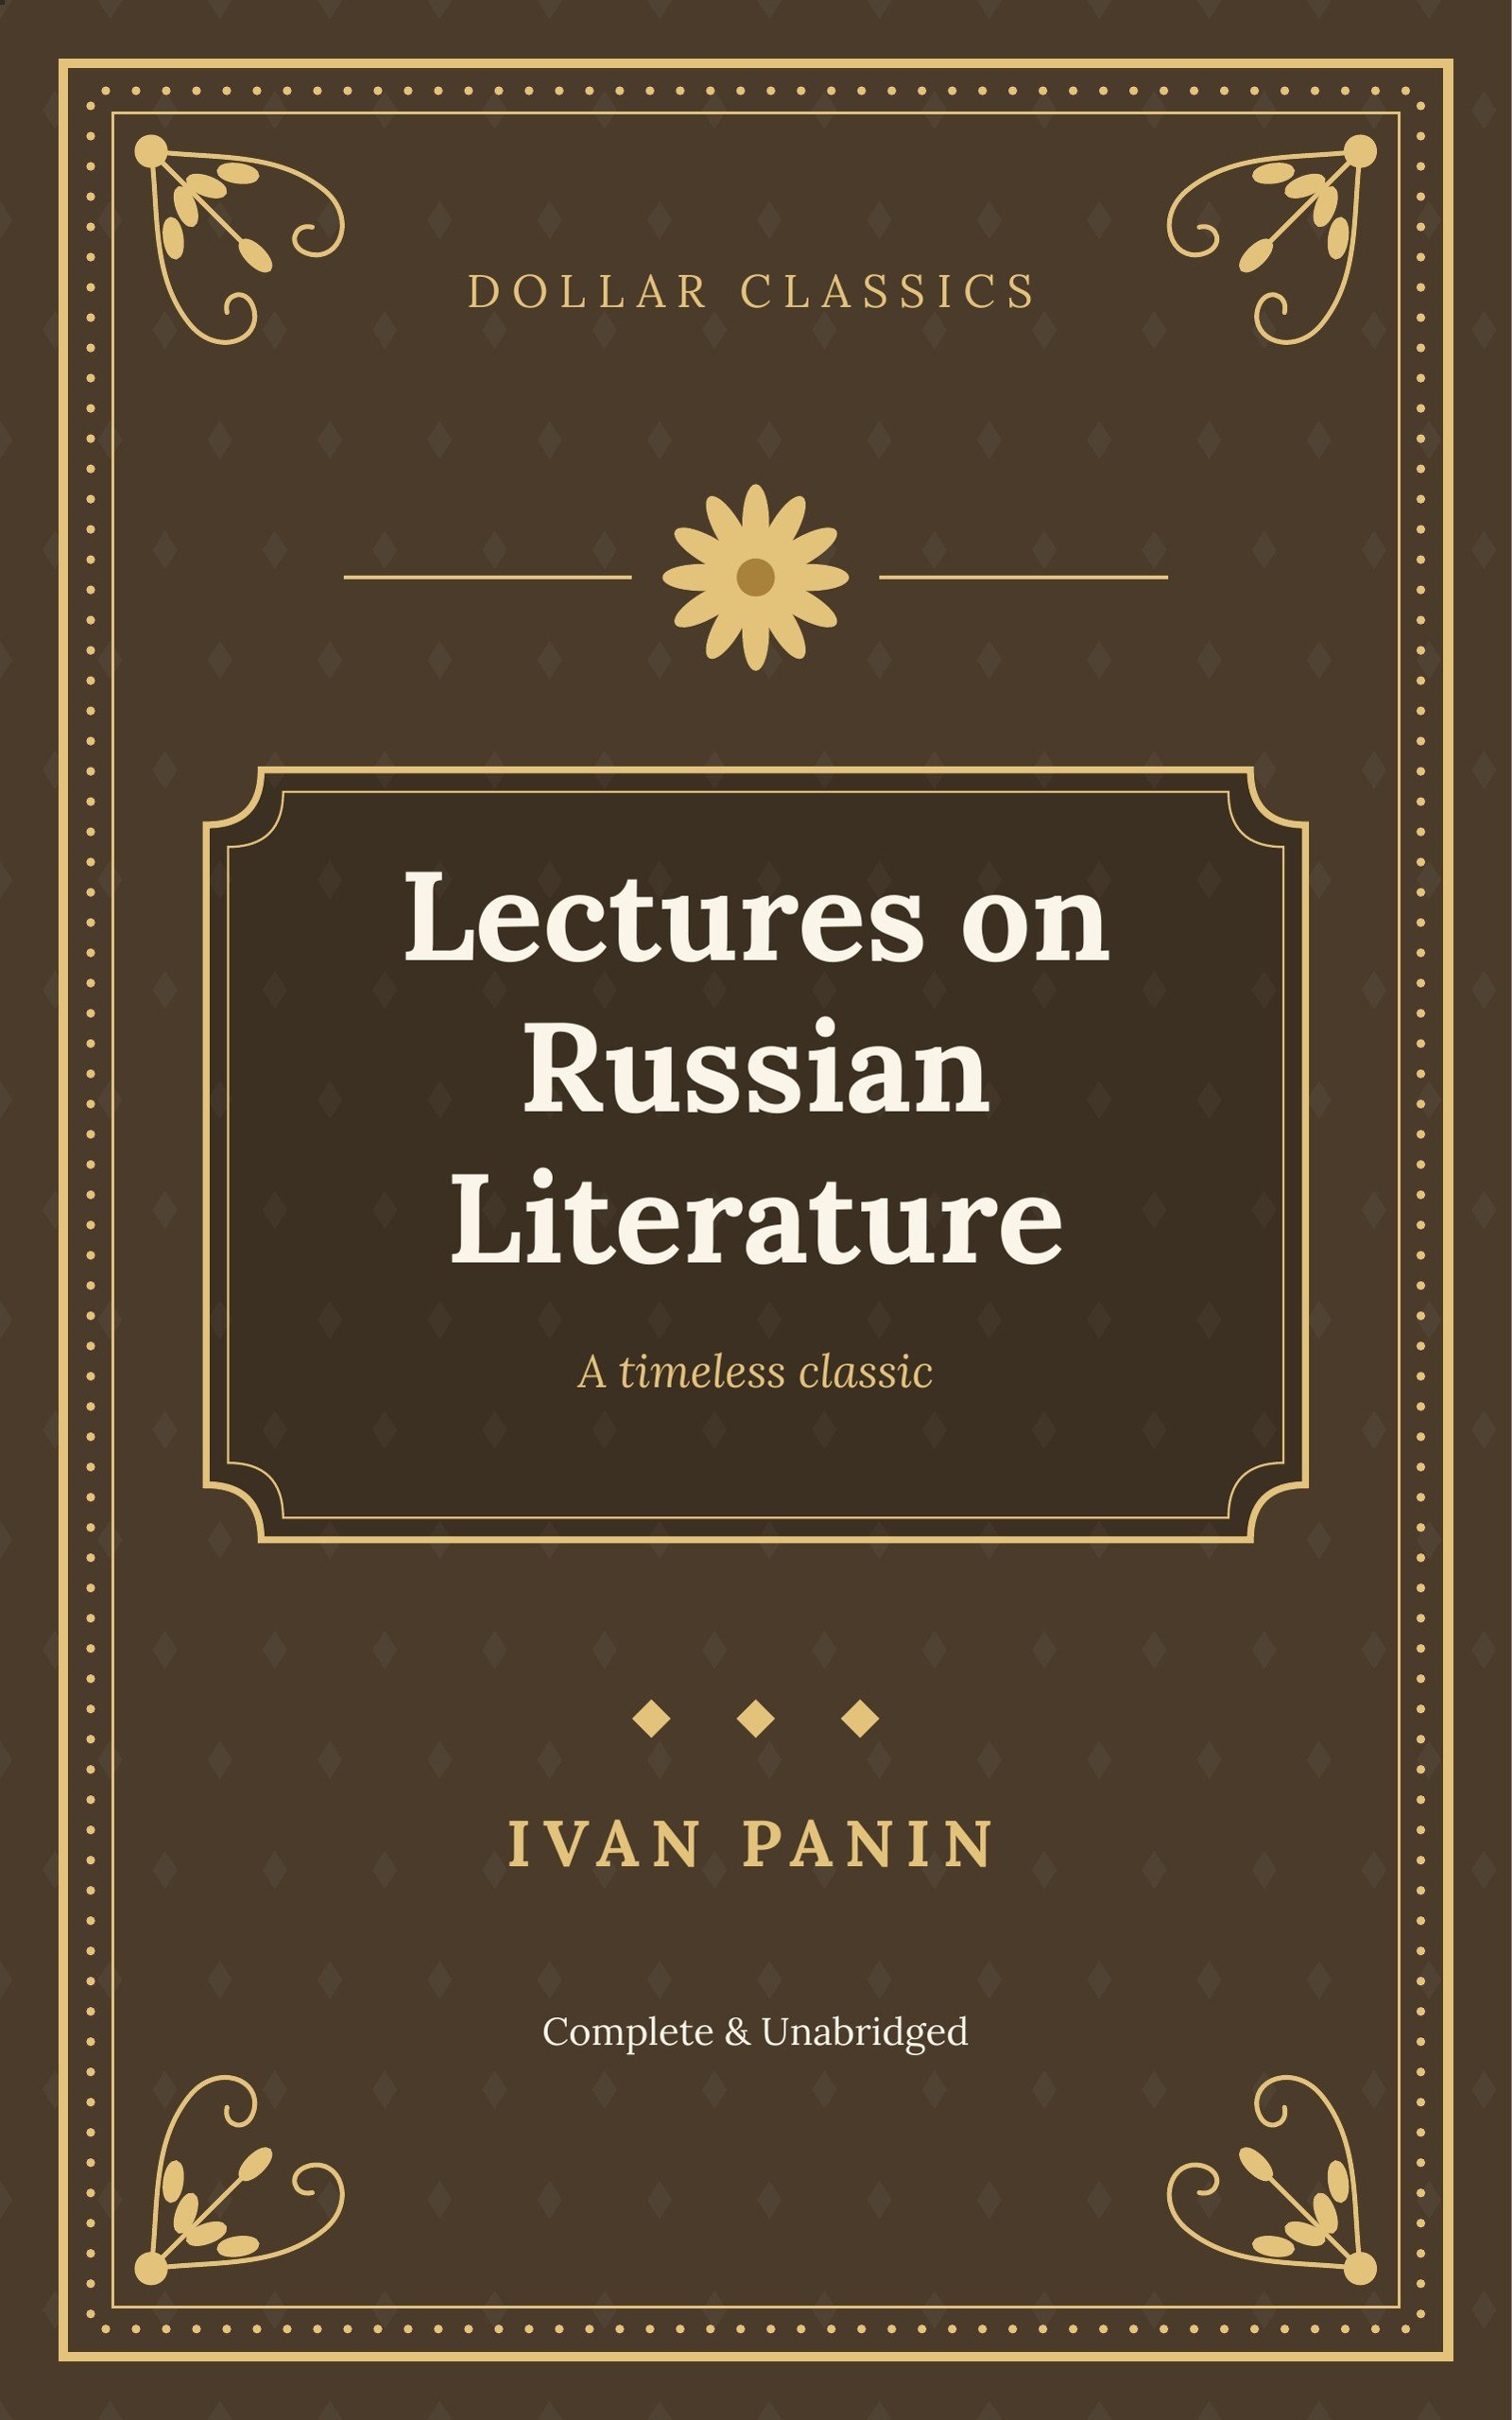 DOLLAR CLASSICS
Lectures on
Russian
Literature
A timeless classic
IVAN PANIN
Complete & Unabridged